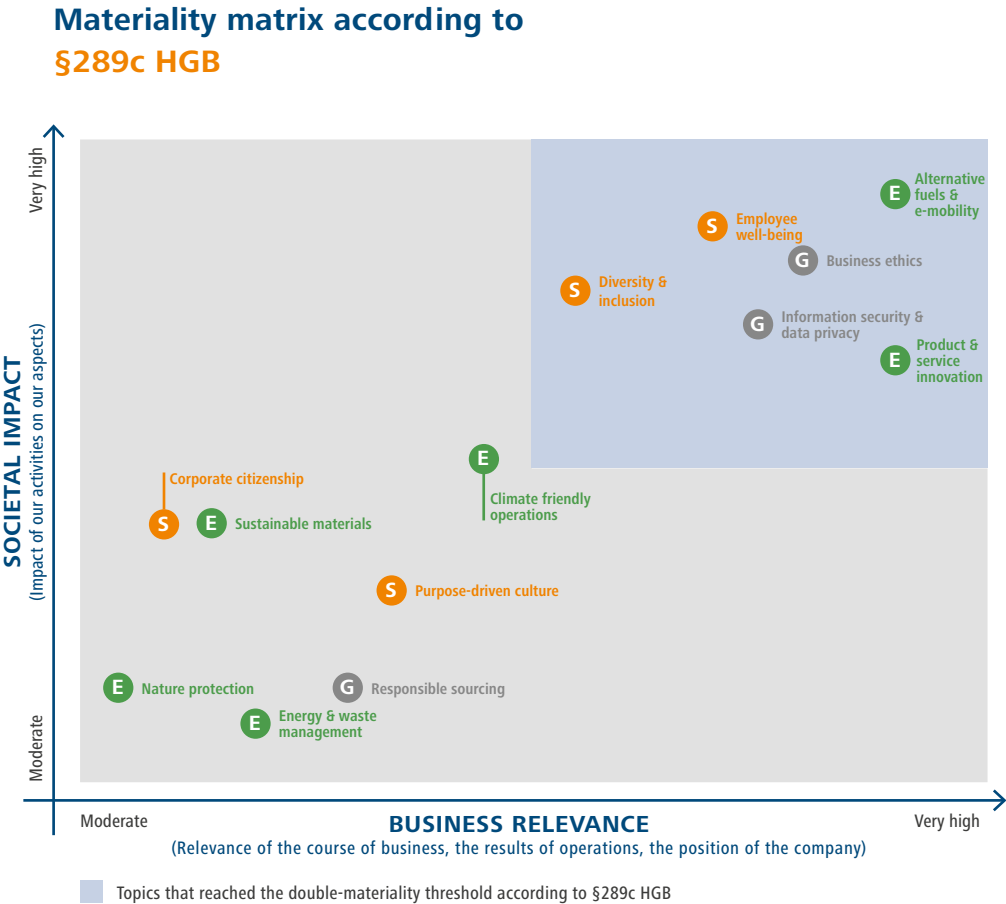 Materiality matrix according to
§289c HGB
SOCIETAL IMPACT
(Impact of our activities on our aspects)
Very high
Moderate
E
Alternative
fuels &
e-mobility
S
Employee
well-being
G
Business ethics
S
Diversity &
inclusion
G
Information security &
data privacy
E
Product &
service
innovation
E
Climate friendly
operations
Corporate citizenship
S
E
Sustainable materials
S
Purpose-driven culture
E
Nature protection
G
Responsible sourcing
E
Energy & waste
management
Moderate
BUSINESS RELEVANCE
Very high
(Relevance of the course of business, the results of operations, the position of the company)
Topics that reached the double-materiality threshold according to §289c HGB